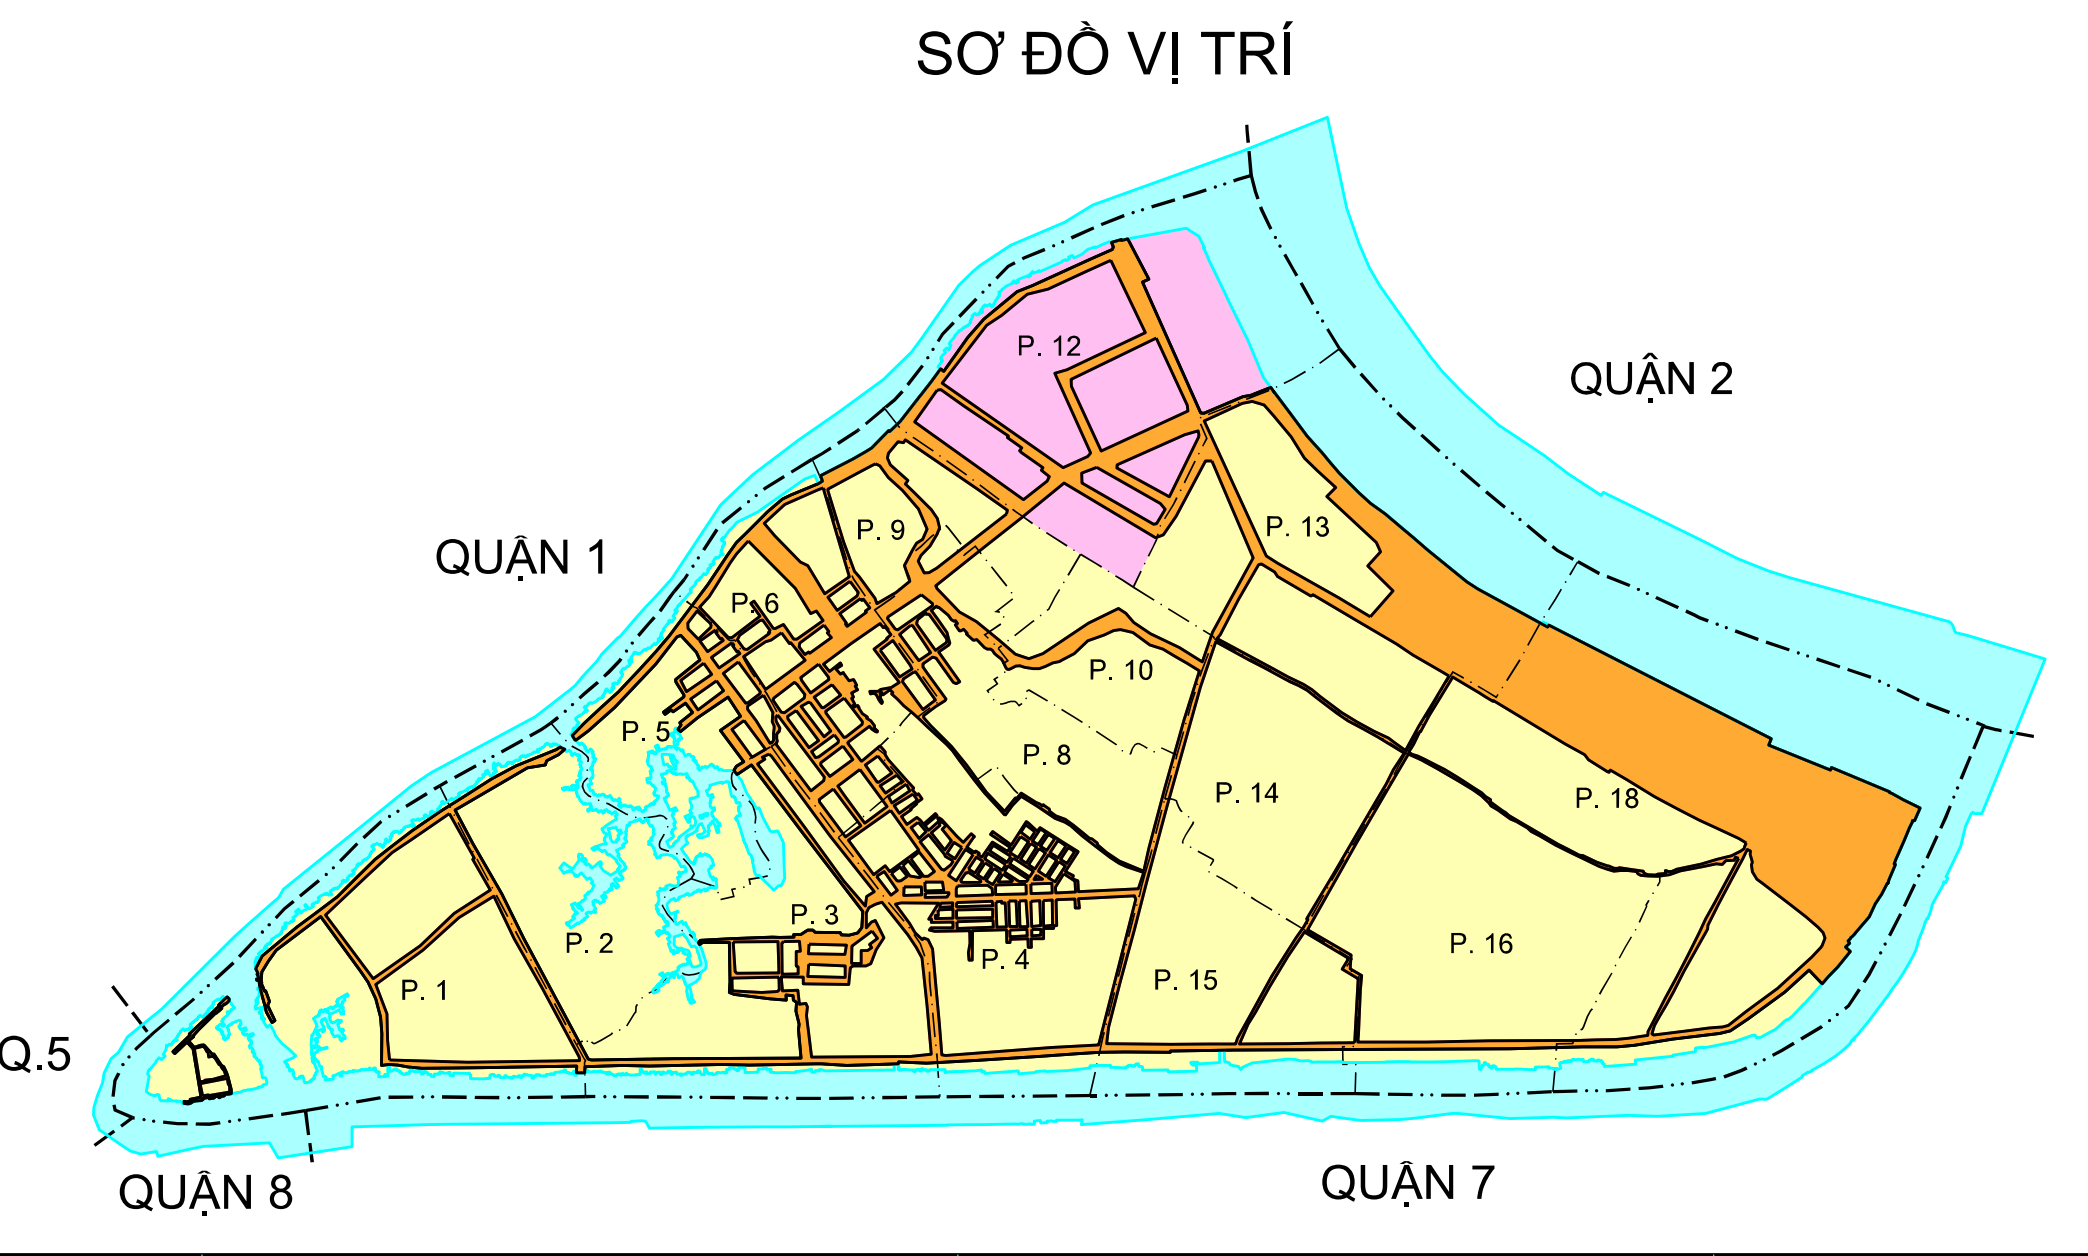 SƠ ĐỒ VỊ TRÍ
P. 12
QUẬN 2
P. 9
P. 13
QUẬN 1
P. 6
P. 10
P. 5
P. 8
P. 14
P. 18
P. 3
P. 2
P. 16
P. 4
P. 15
P. 1
Q.5
QUẬN 8
QUẬN 7